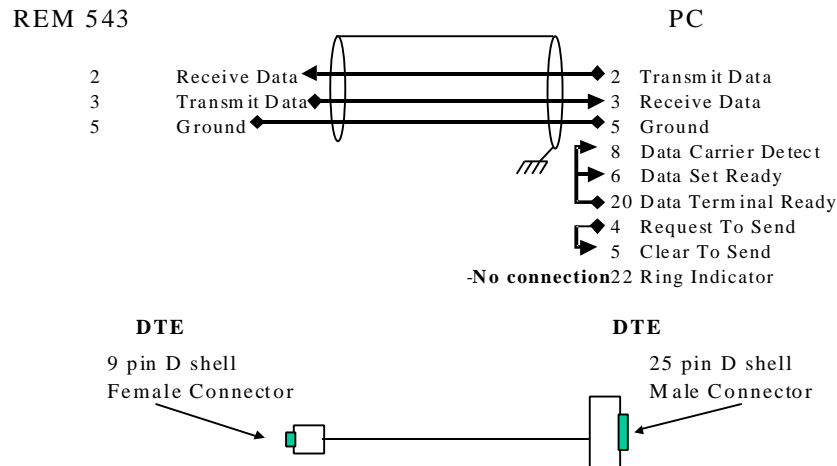 REM 543 PC
2 Receive Data 2 Transmit Data
3 Transmit Data 3 Receive Data
5 Ground 5 Ground
8 Data Carrier Detect
6 Data Set Ready
20 Data Terminal Ready
4 Request To Send
5 Clear To Send
-No connection22 Ring Indicator
DTE DTE
9 pin D shell 25 pin D shell
Female Connector Male Connector